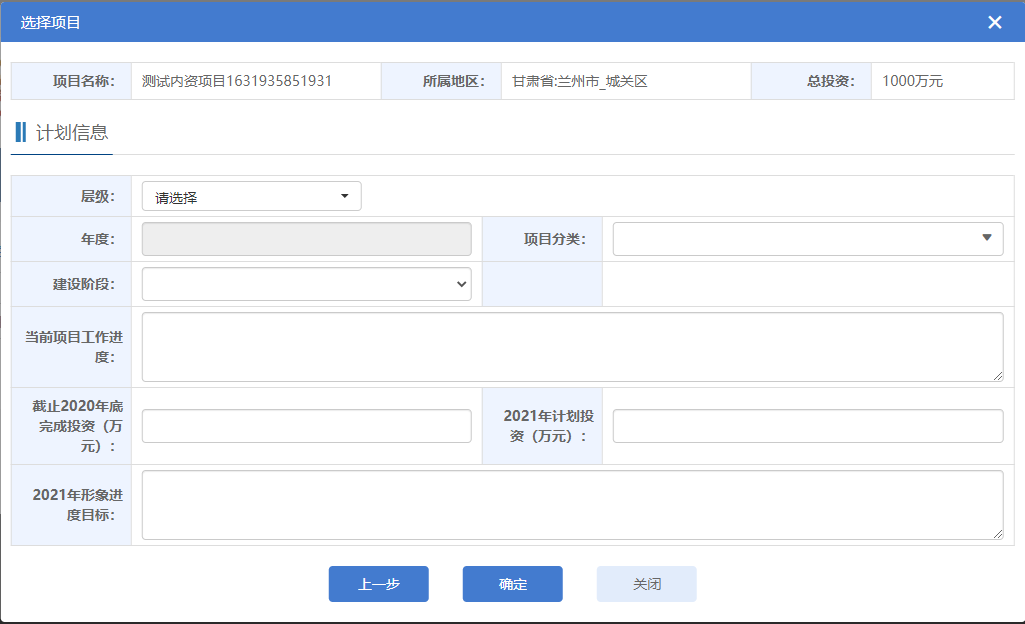 选择项目
项目名称： 测试内资项目1631935851931 所属地区： 甘肃省:兰州市_城关区 总投资： 1000万元
计划信息
层级： 请选择
年度： 项目分类：
建设阶段：
当前项目工作进
度：
截止2020年底
完成投资（万
元）：
2021年计划投
资（万元）：
2021年形象进
度目标：
上一步 确定 关闭